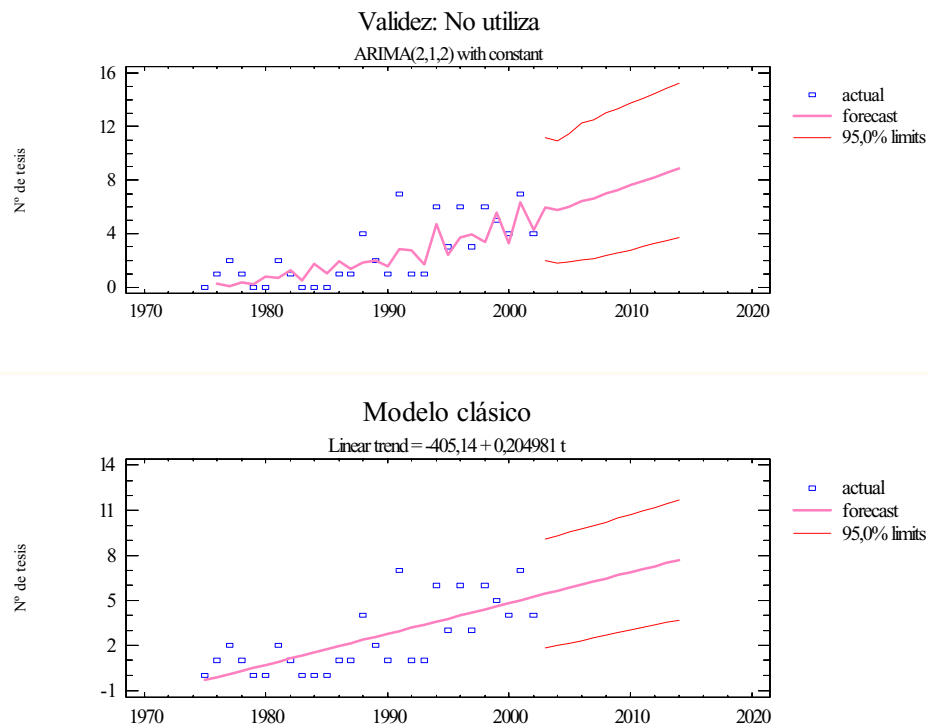 Validez: No utiliza
ARIMA(2,1,2) with constant
Nº de tesis
16
12
8
4
0
1970 1980 1990 2000 2010 2020
actual
forecast
95,0% limits
Modelo clásico
Linear trend = -405,14 + 0,204981 t
Nº de tesis
14
11
8
5
2
-1
1970 1980 1990 2000 2010 2020
actual
forecast
95,0% limits